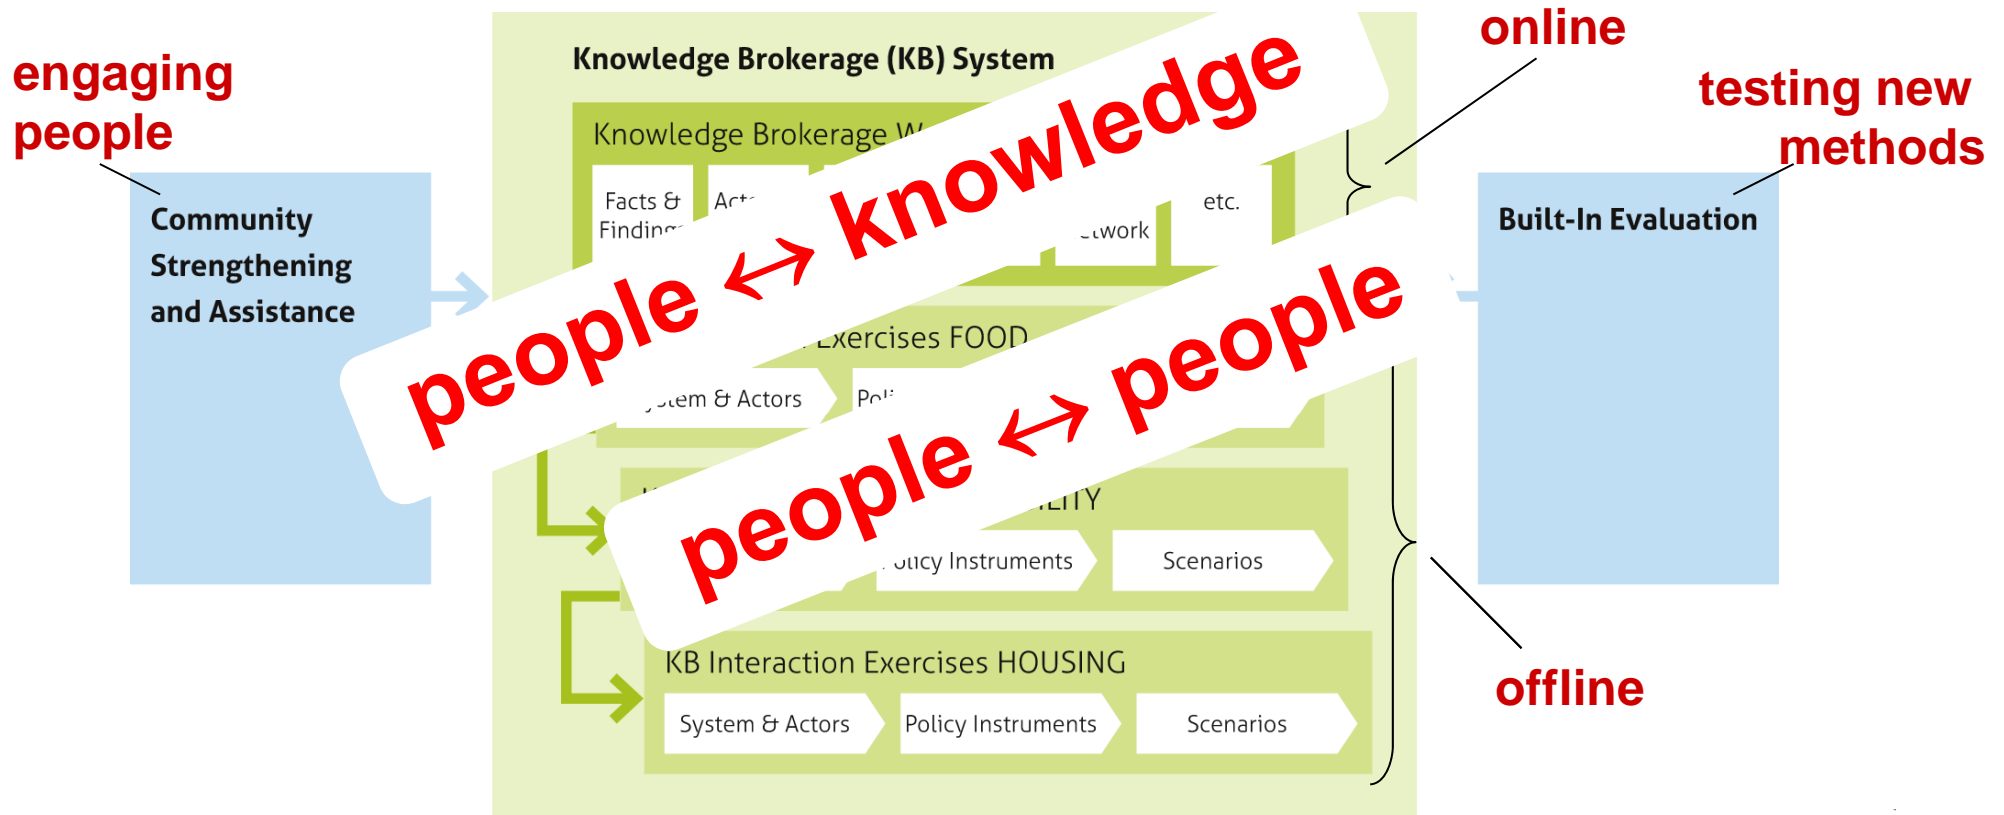 engaging
people
Community
Strengthening
and Assistance
Knowledge Brokerage (KB) System
Knowledge Brokerage
Facts &
etc.
people ↔ knowledge
Exercises FOOD
& Actors
people ↔ people
Policy Instruments
Scenarios
KB Interaction Exercises HOUSING
System & Actors
Policy Instruments
Scenarios
online
testing new
methods
Built-In Evaluation
offline